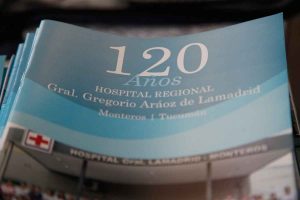 120
Años
HOSPITAL REGIONAL
Gral. Gregorio Aráoz de Lamadrid
Monteros | Tucumán
HOSPITAL Gral. LAMADRID - MONTEROS